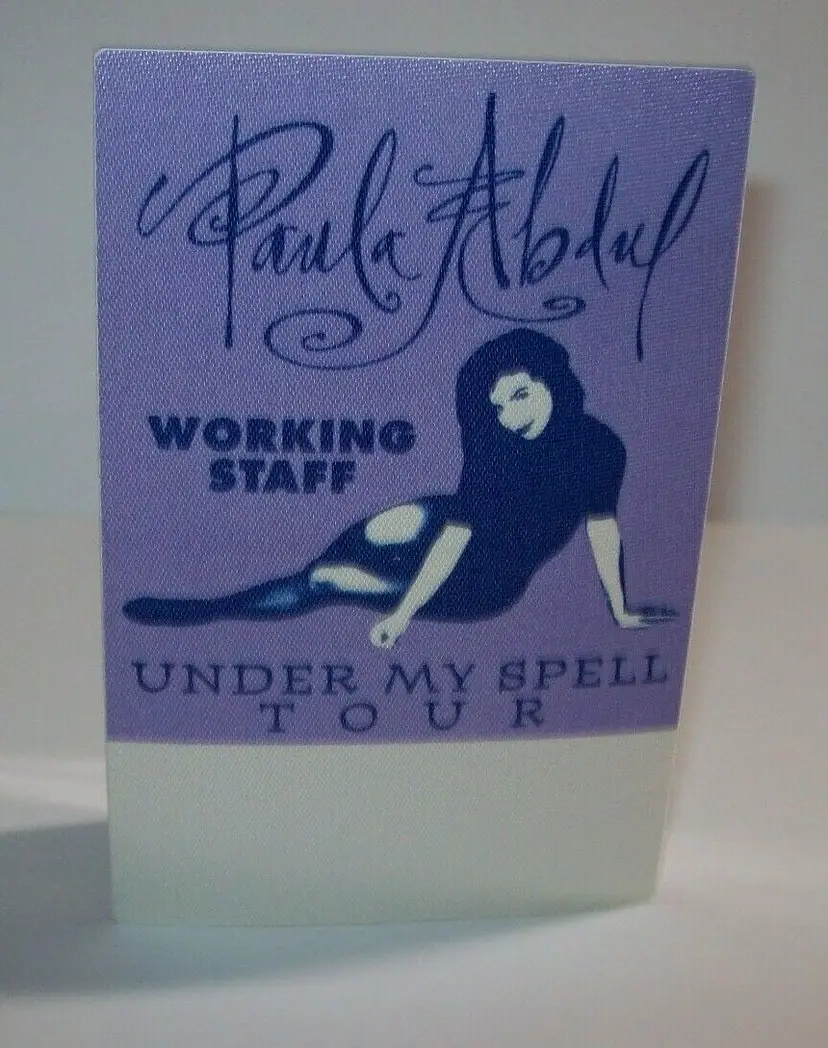 Paula Abdul
WORKING
STAFF
UNDER MY SPELL
TOUR